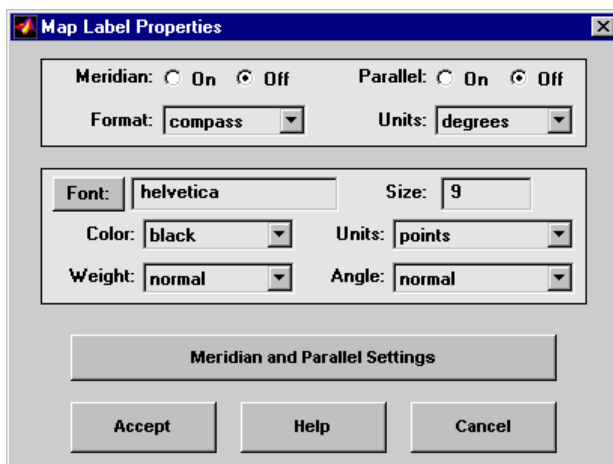 Map Label Properties
Meridian: On Off Parallel: On Off
Format: compass Units: degrees
Font: helvetica Size: 9
Color: black Units: points
Weight: normal Angle: normal
Meridian and Parallel Settings
Accept Help Cancel